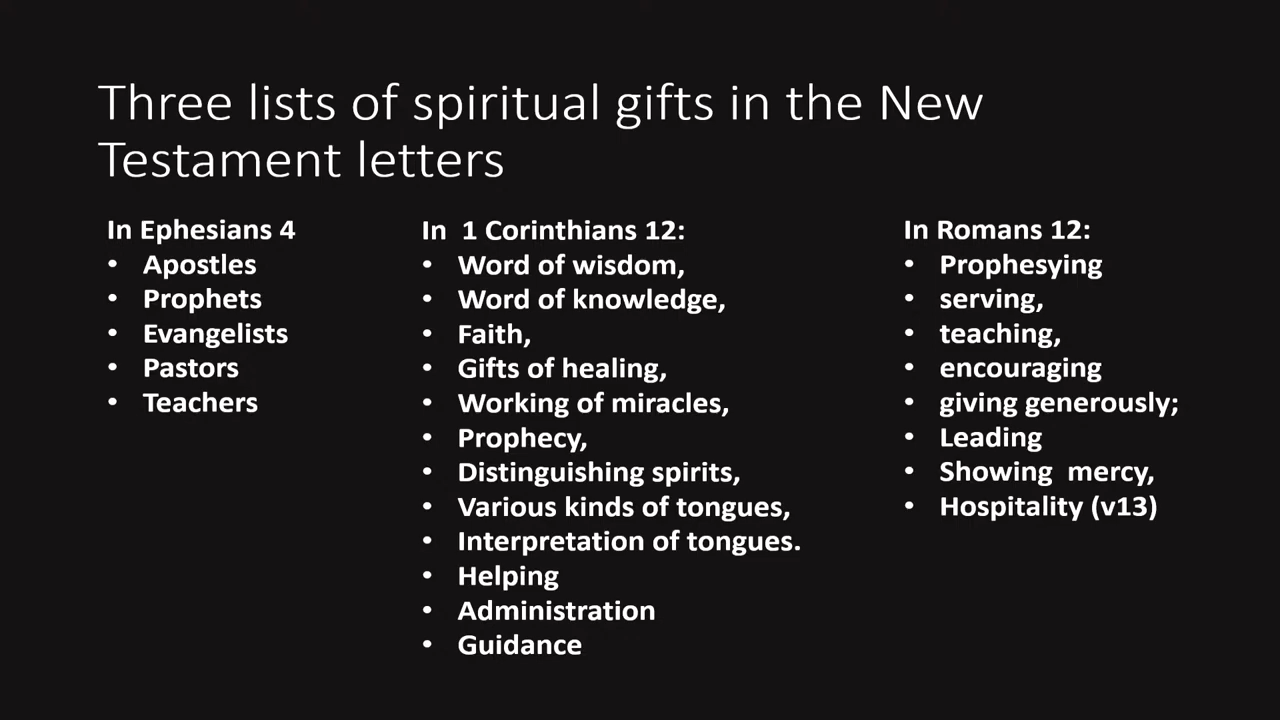 Three lists of spiritual gifts in the New
Testament letters
In Ephesians 4
• Apostles
• Prophets
• Evangelists
• Pastors
• Teachers
In  1 Corinthians 12:
• Word of wisdom,
• Word of knowledge,
• Faith,
• Gifts of healing,
• Working of miracles,
• Prophecy,
• Distinguishing spirits,
• Various kinds of tongues,
• Interpretation of tongues.
• Helping
• Administration
• Guidance
In Romans 12:
• Prophesying
• serving,
• teaching,
• encouraging
• giving generously;
• Leading
• Showing  mercy,
• Hospitality (v13)